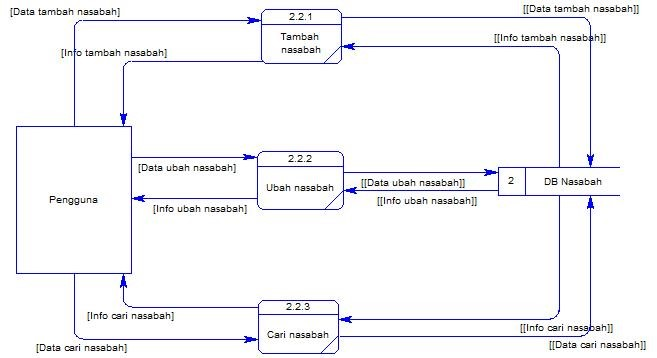 [Data tambah nasabah]
2.2.1
[[Data tambah nasabah]]
Tambah
nasabah
[[Info tambah nasabah]]
[Info tambah nasabah]
2.2.2
[Data ubah nasabah]
Ubah nasabah
[[Data ubah nasabah]]
2
DB Nasabah
Pengguna
[Info ubah nasabah]
[[Info ubah nasabah]]
2.2.3
[Info cari nasabah]
[[Info cari nasabah]]
Cari nasabah
[Data cari nasabah]
[[Data cari nasabah]]